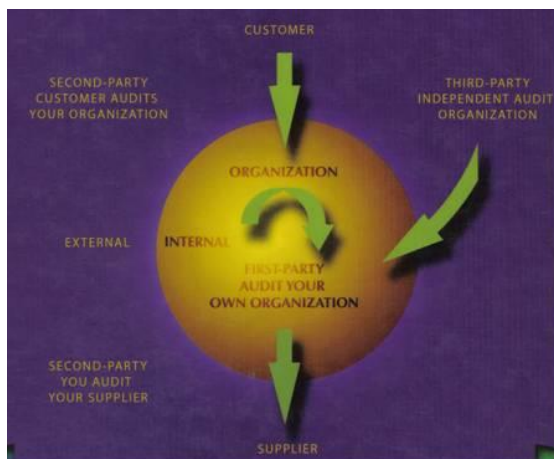 CUSTOMER
SECOND-PARTY
CUSTOMER AUDITS
YOUR ORGANIZATION
THIRD-PARTY
INDEPENDENT AUDIT
ORGANIZATION
ORGANIZATION
EXTERNAL
INTERNAL
FIRST-PARTY
AUDIT YOUR
OWN ORGANIZATION
SECOND-PARTY
YOU AUDIT
YOUR SUPPLIER
SUPPLIER